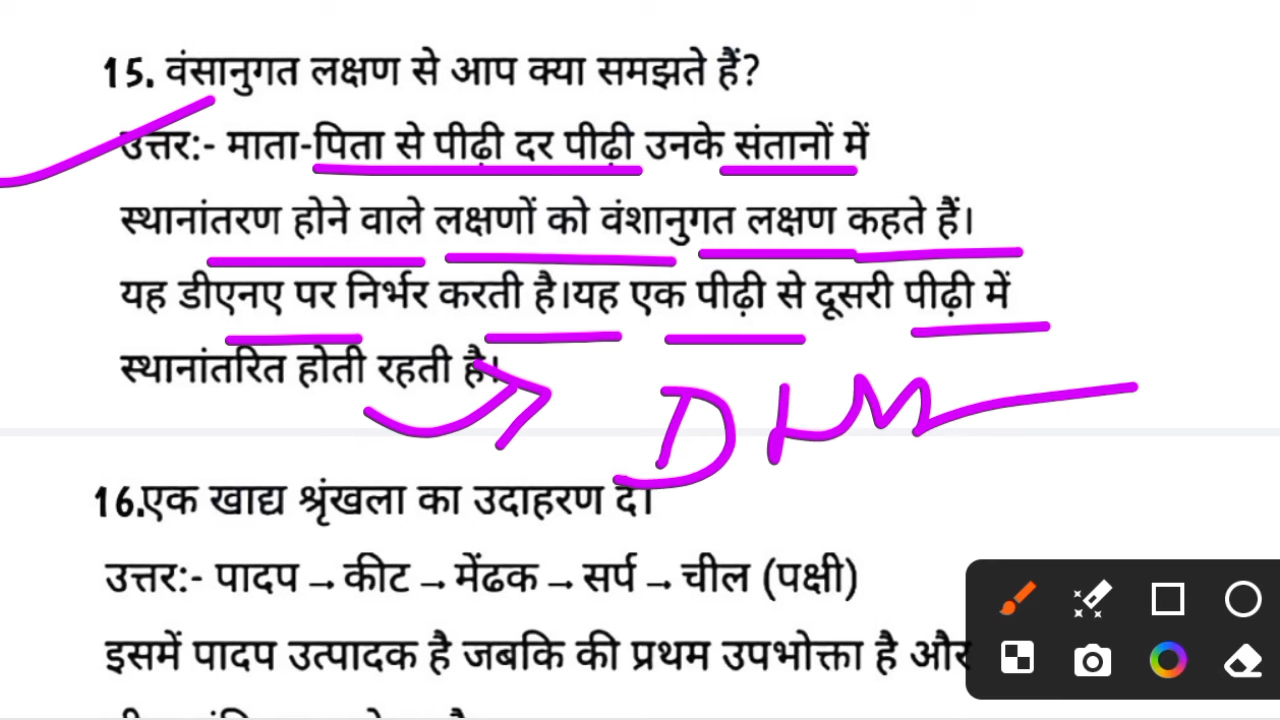 15. वंसानुगत लक्षण से आप क्या समझते हैं?
उत्तर:- माता-पिता से पीढ़ी दर पीढ़ी उनके संतानों में
स्थानांतरण होने वाले लक्षणों को वंशानुगत लक्षण कहते हैं।
यह डीएनए पर निर्भर करती है।यह एक पीढ़ी से दूसरी पीढ़ी में
स्थानांतरित होती रहती है।
16.एक खाद्य श्रृंखला का उदाहरण दें।
उत्तर:- पादप → कीट → मेंढक → सर्प → चील (पक्षी)
इसमें पादप उत्पादक है जबकि की प्रथम उपभोक्ता है और